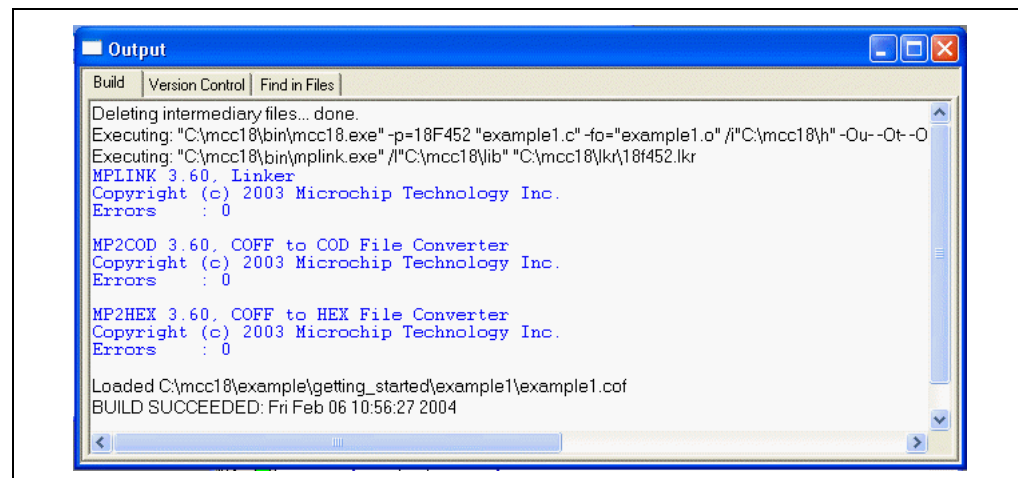 Output
Build Version Control Find in Files
Deleting intermediary files... done.
Executing: "C:\mcc18\bin\mcc18.exe" -p=18F452 "example1.c" -fo="example1.o" /i"C:\mcc18\h" -Ou--Ot--O
Executing: "C:\mcc18\bin\mplink.exe" /l"C:\mcc18\lib" "C:\mcc18\lkr\18f452.lkr
MPLINK 3.60, Linker
Copyright (c) 2003 Microchip Technology Inc.
Errors    : 0
MP2COD 3.60, COFF to COD File Converter
Copyright (c) 2003 Microchip Technology Inc.
Errors    : 0
MP2HEX 3.60, COFF to HEX File Converter
Copyright (c) 2003 Microchip Technology Inc.
Errors    : 0
Loaded C:\mcc18\example\getting_started\example1\example1.cof
BUILD SUCCEEDED: Fri Feb 06 10:56:27 2004